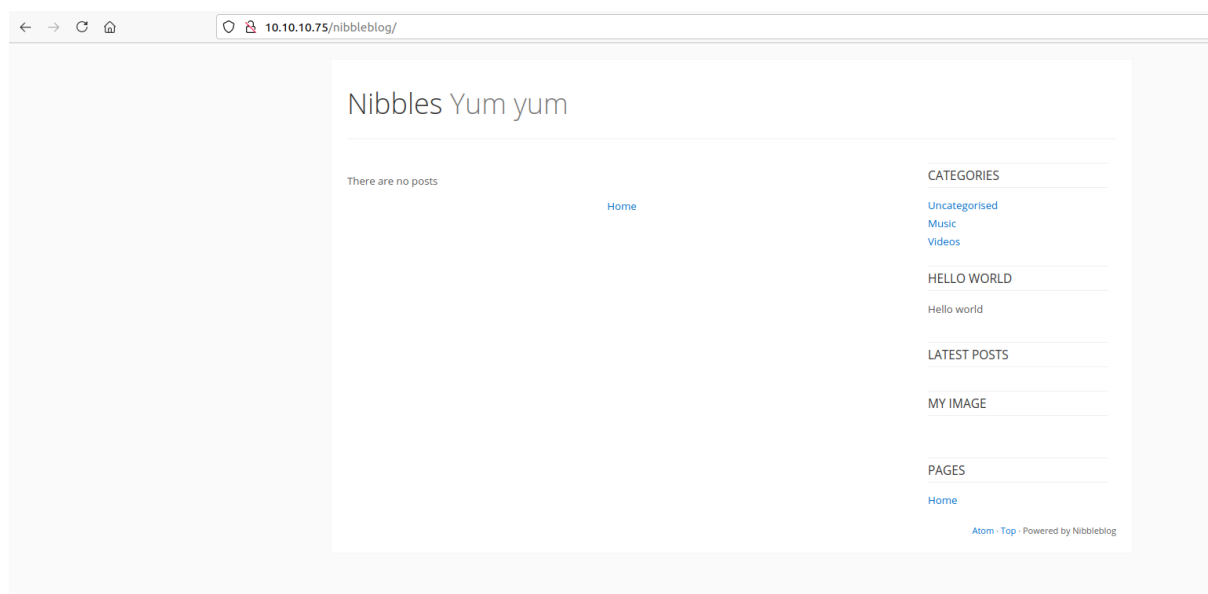 10.10.10.75/nibbleblog/
Nibbles Yum yum
There are no posts
Home
CATEGORIES
Uncategorised
Music
Videos
HELLO WORLD
Hello world
LATEST POSTS
MY IMAGE
PAGES
Home
Atom · Top · Powered by Nibbleblog